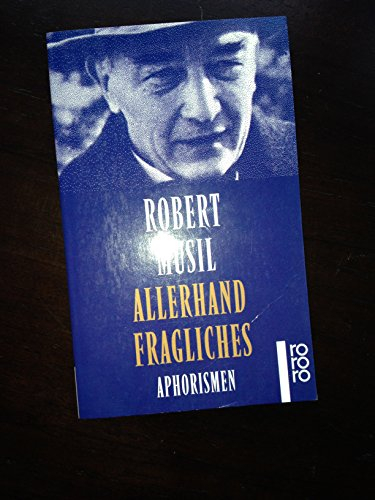 ROBERT
MUSIL
ALLERHAND
FRAGLICHES
APHORISMEN
ro
ro
ro